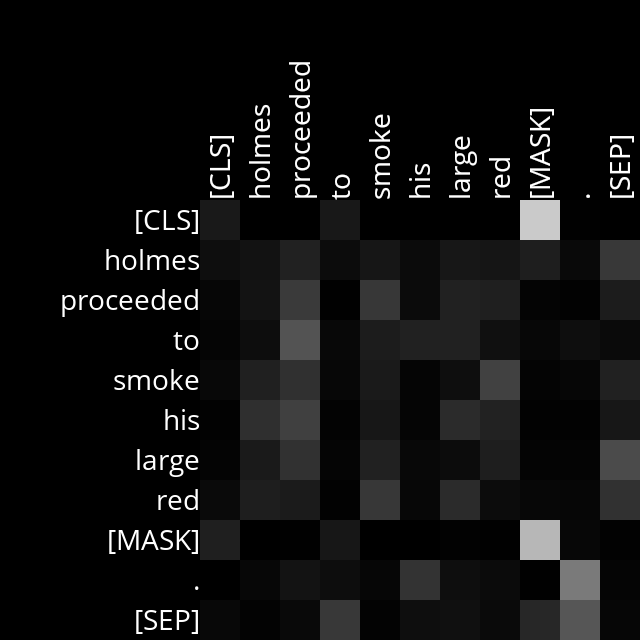 [CLS] holmes proceeded to smoke his large red [MASK] . [SEP]
[CLS]
holmes
proceeded
to
smoke
his
large
red
[MASK]
.
[SEP]